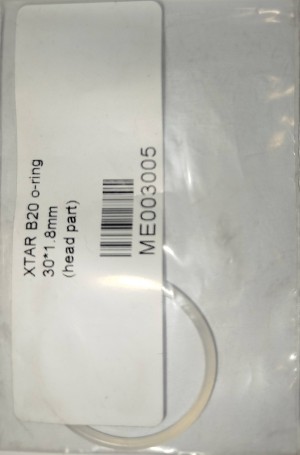 XTAR B20 o-ring
30*1.8mm
(head part)
ME003005